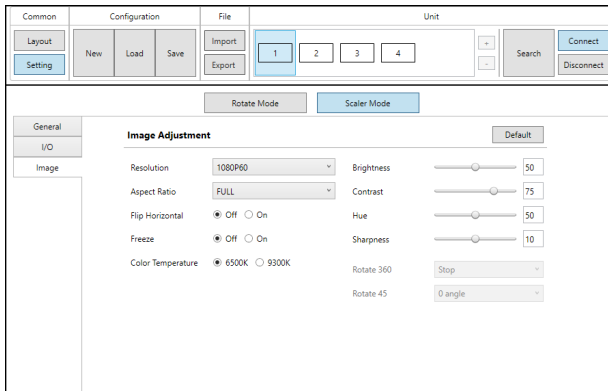 Common Configuration File Unit
Layout New Load Save Import 1 2 3 4 + Search Connect
Setting Export - Disconnect
Rotate Mode Scaler Mode
General
I/O
Image
Image Adjustment Default
Resolution 1080P60 Brightness 50
Aspect Ratio FULL Contrast 75
Flip Horizontal Off On Hue 50
Freeze Off On Sharpness 10
Color Temperature 6500K 9300K
Rotate 360 Stop
Rotate 45 0 angle